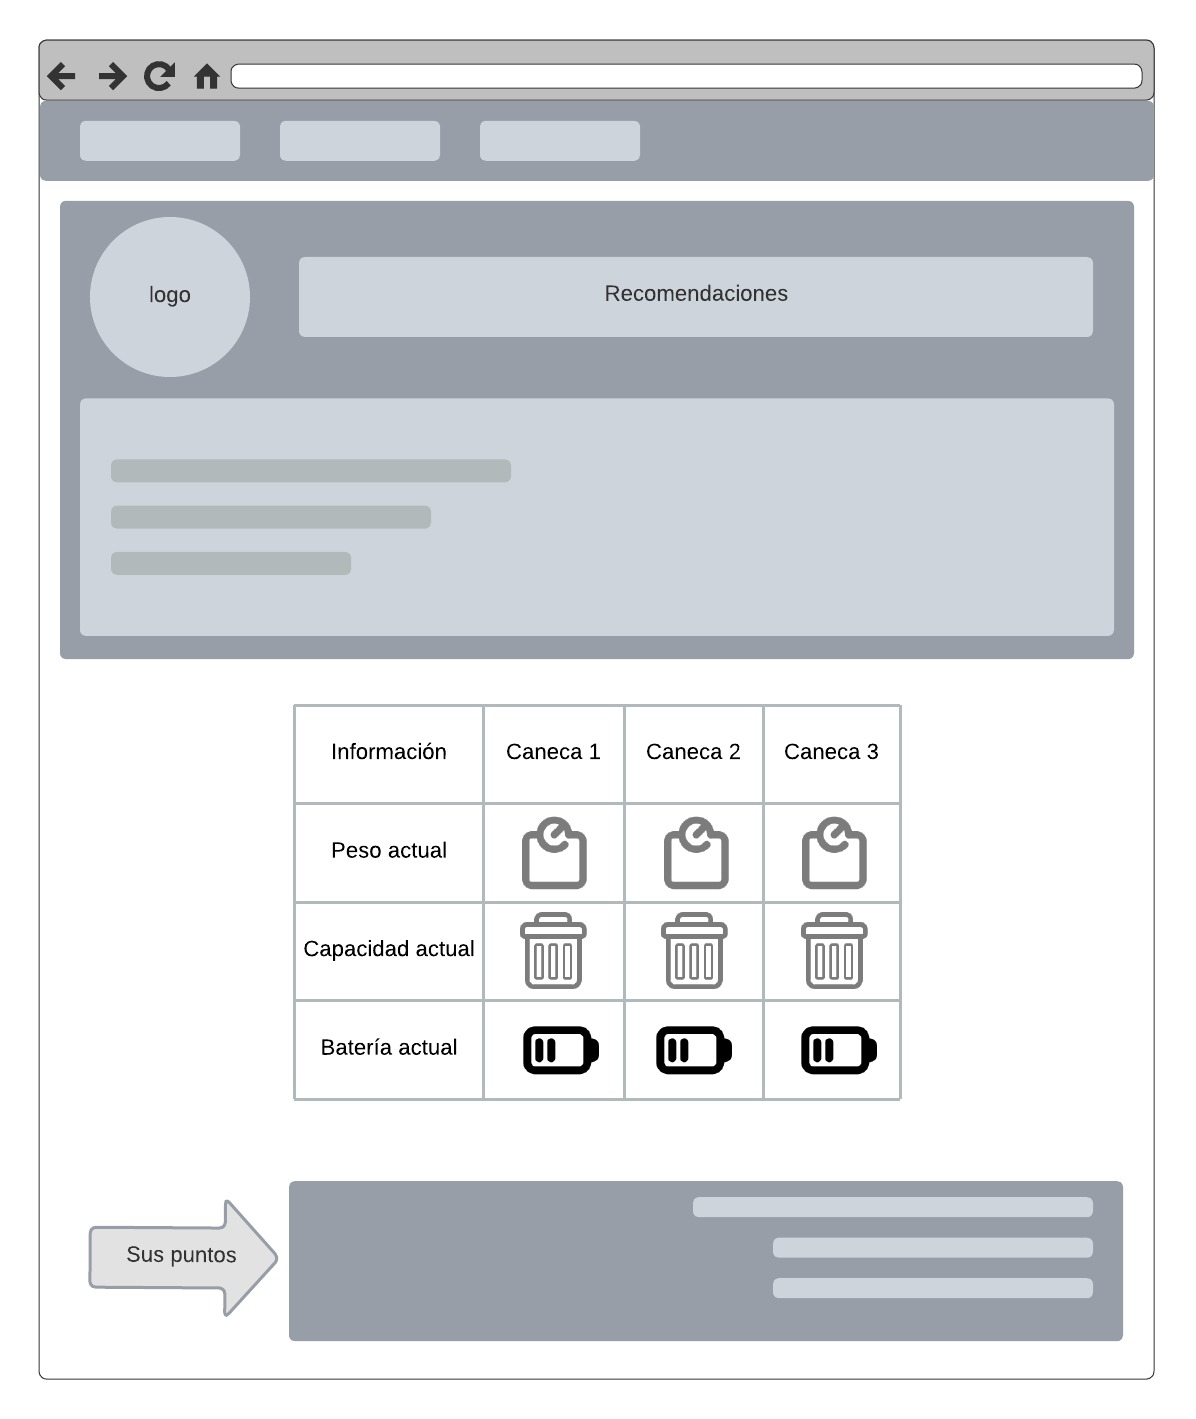 logo
Recomendaciones
Información Caneca 1 Caneca 2 Caneca 3
Peso actual
Capacidad actual
Batería actual
Sus puntos